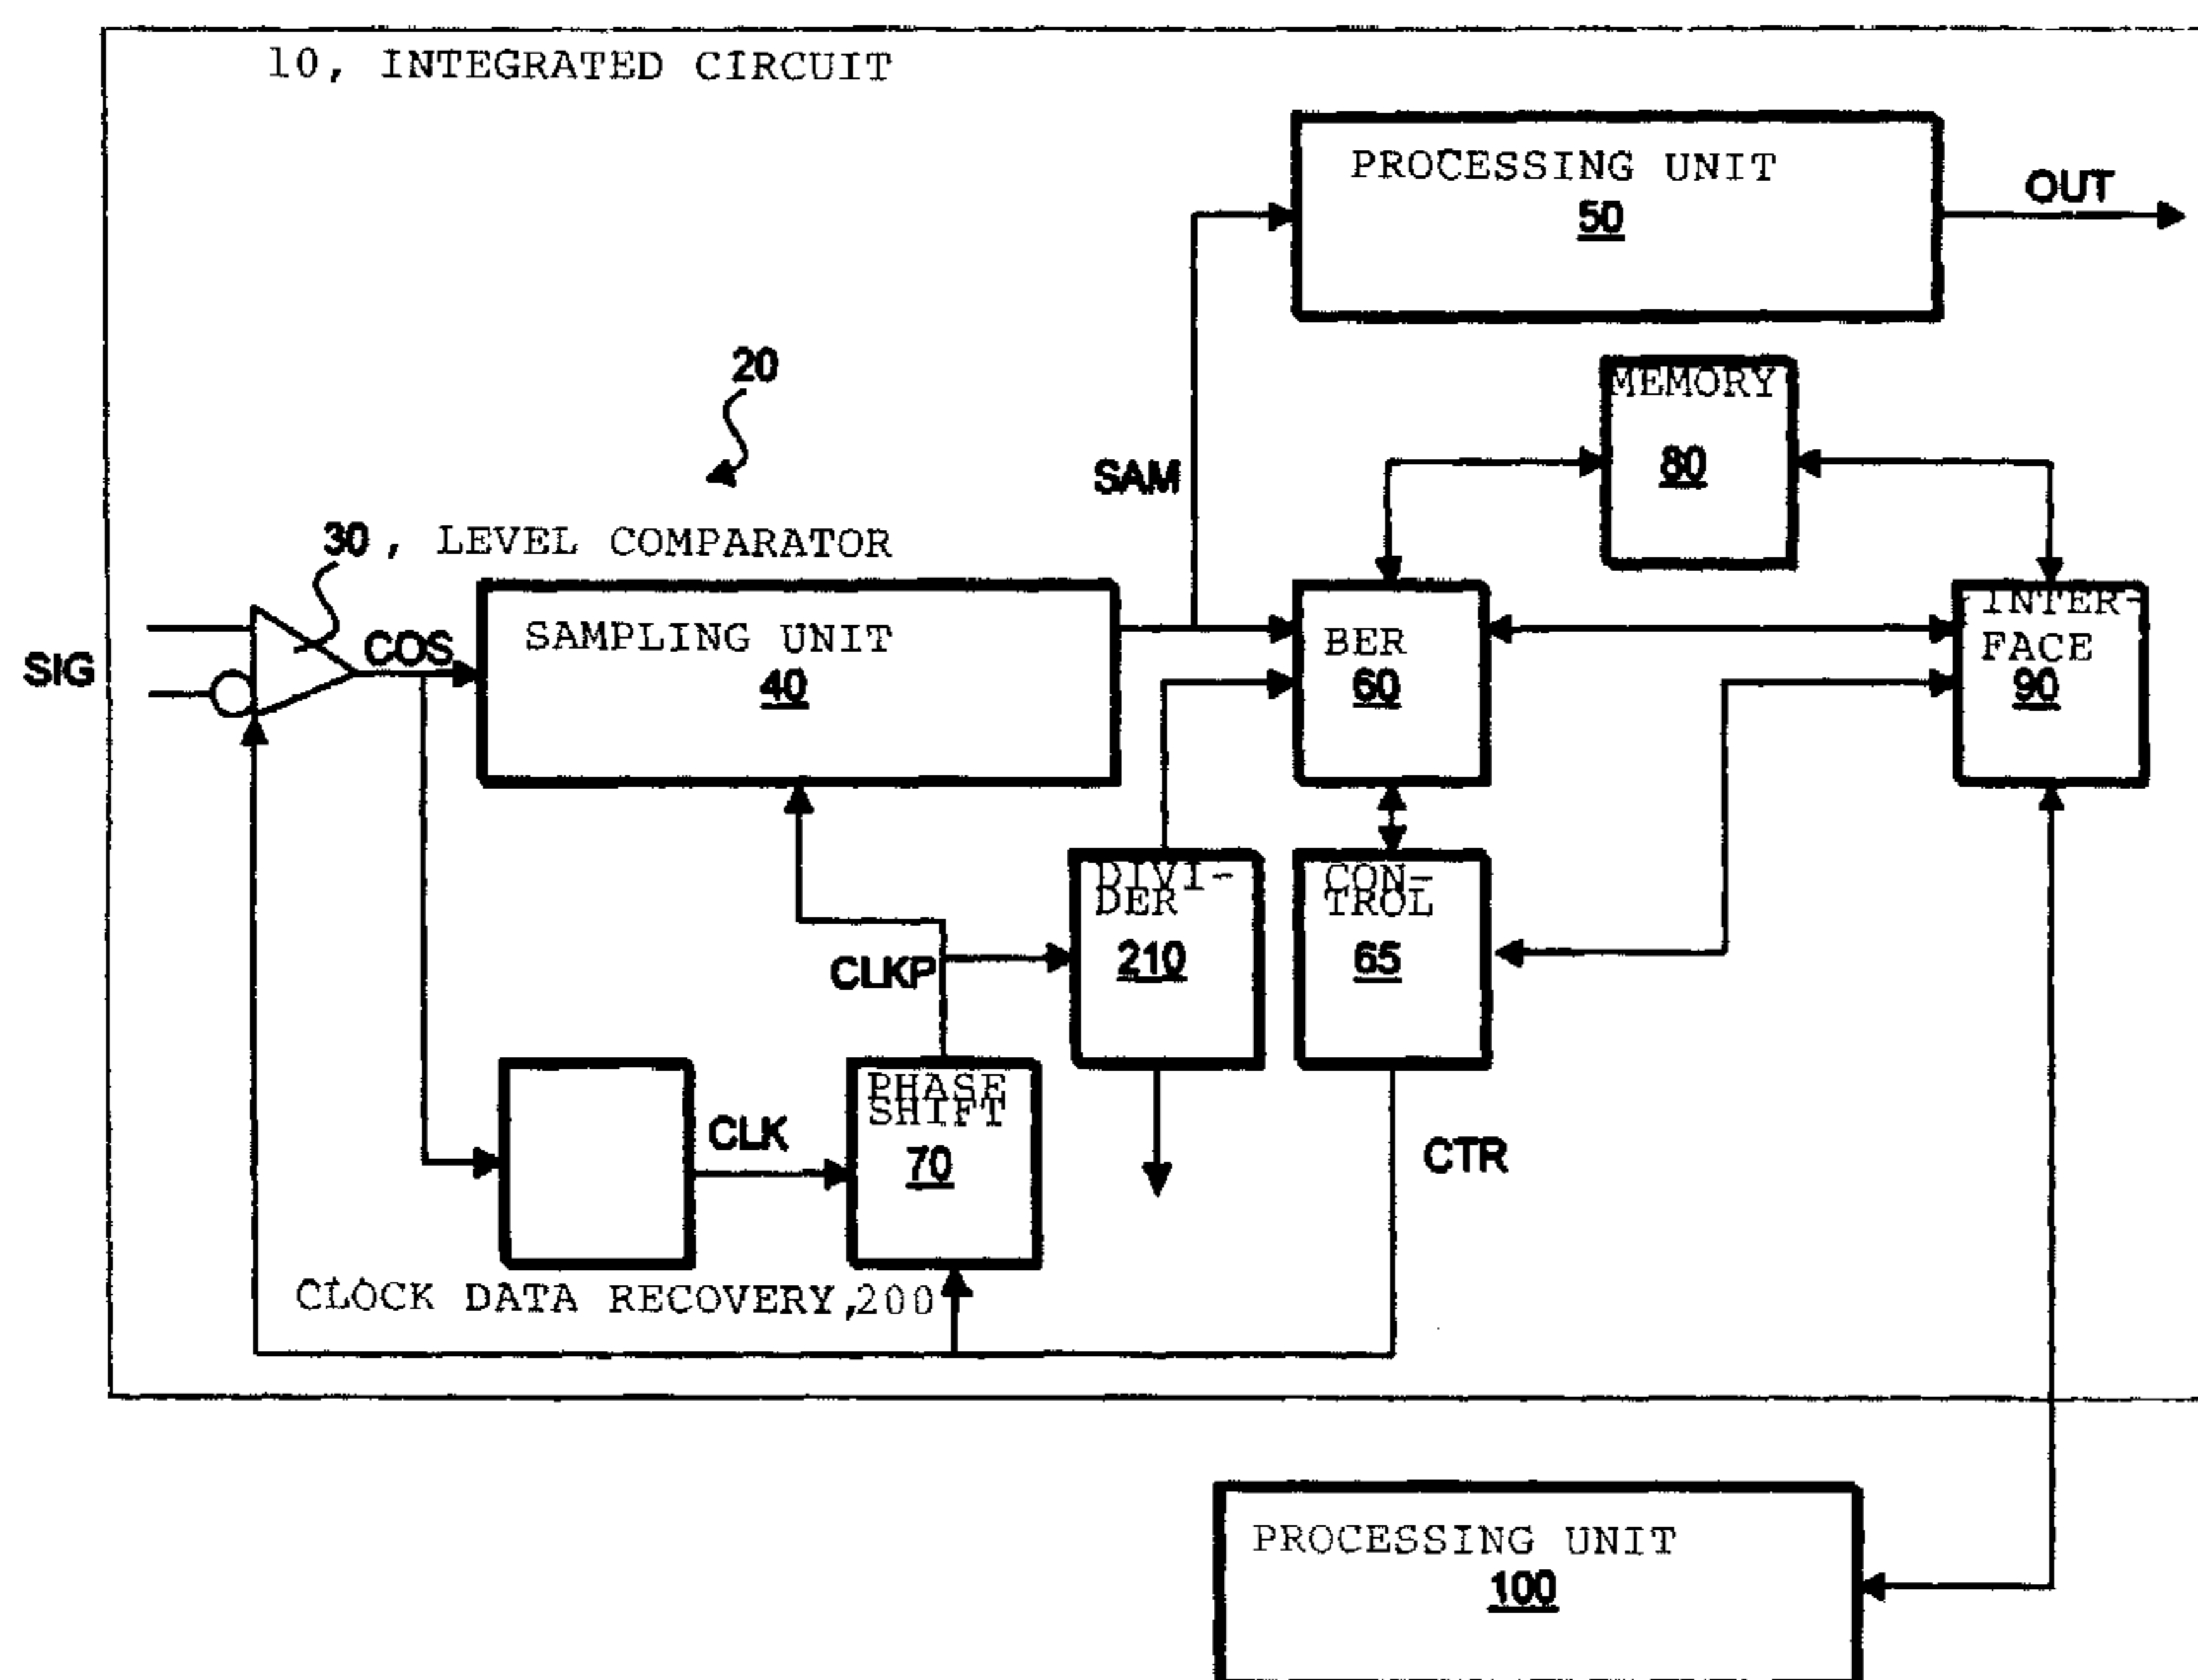 10, INTEGRATED CIRCUIT
PROCESSING UNIT
50
OUT
20
MEMORY
80
SAM
30, LEVEL COMPARATOR
SIG
COS
SAMPLING UNIT
40
BER
60
INTER-
FACE
90
DIVI-
DER
210
CON-
TROL
65
CLKP
PHASE
SHIFT
70
CLK
CTR
CLOCK DATA RECOVERY,200
PROCESSING UNIT
100